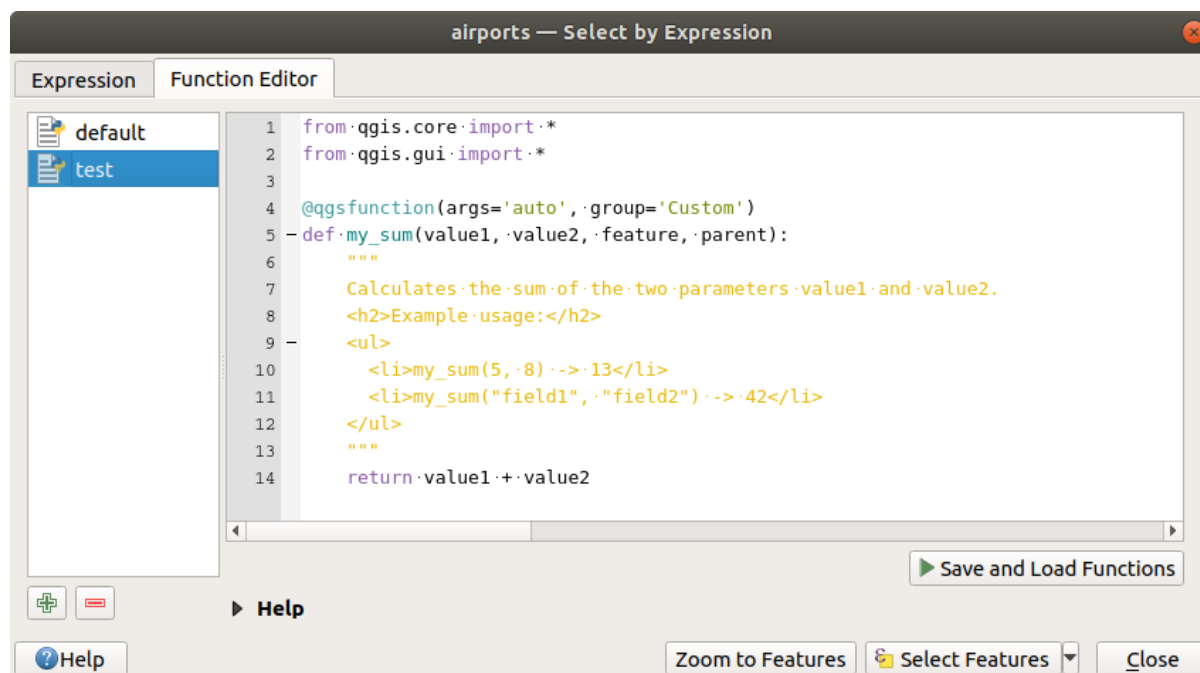 airports — Select by Expression
Expression Function Editor
default
test
1 from qgis.core import *
2 from qgis.gui import *
3
4 @qgsfunction(args='auto', group='Custom')
5 def my_sum(value1, value2, feature, parent):
6 """
7 Calculates the sum of the two parameters value1 and value2.
8 <h2>Example usage:</h2>
9 <ul>
10 <li>my_sum(5, 8) -> 13</li>
11 <li>my_sum("field1", "field2") -> 42</li>
12 </ul>
13 """
14 return value1 + value2
Save and Load Functions
Help
Help Zoom to Features Select Features Close